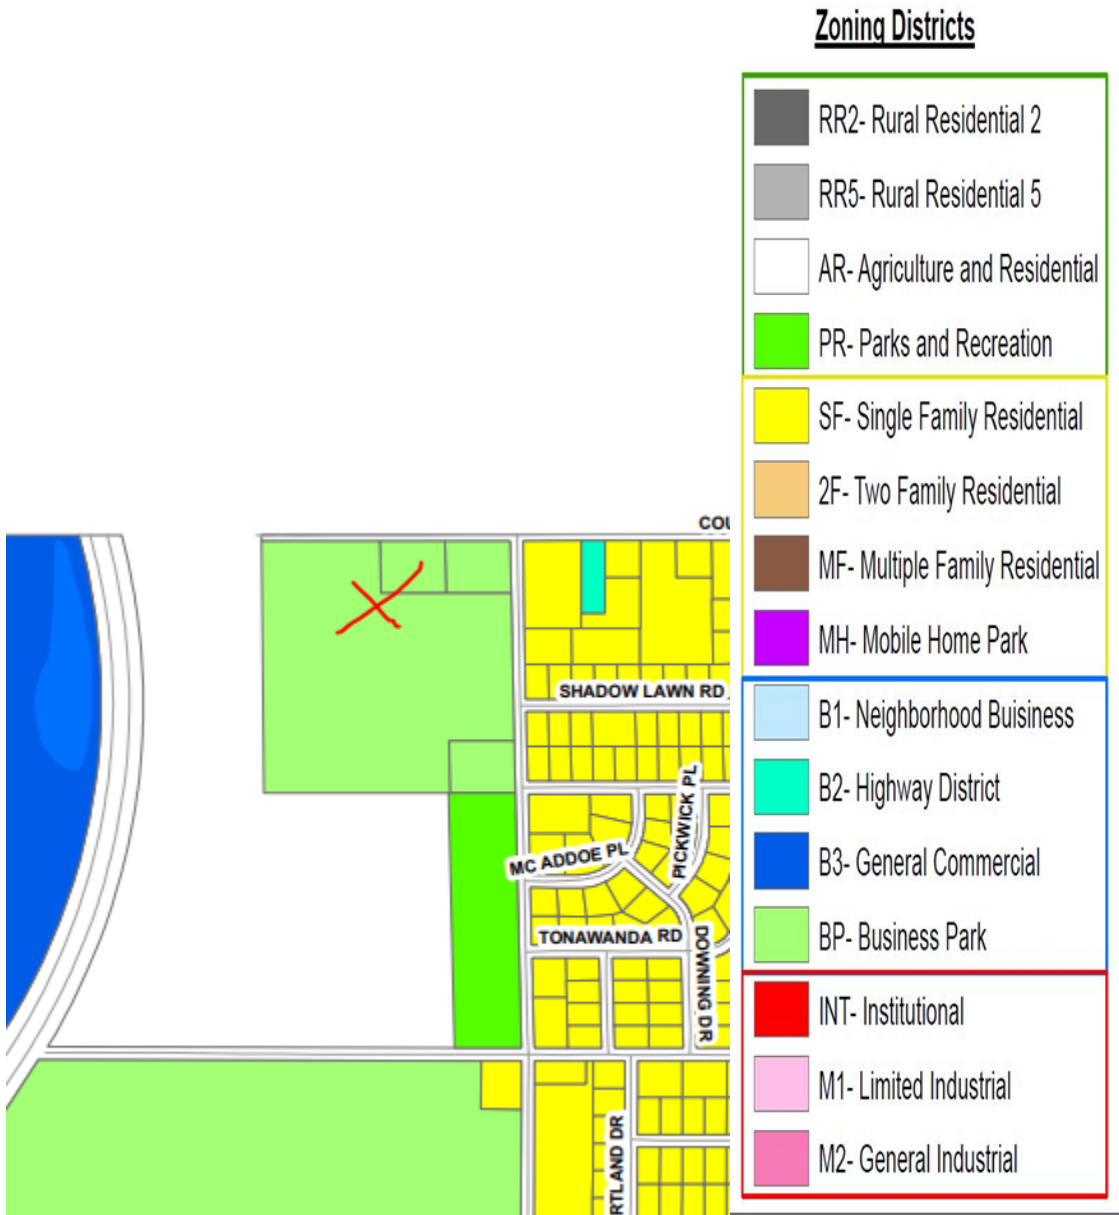 Zoning Districts
RR2- Rural Residential 2
RR5- Rural Residential 5
AR- Agriculture and Residential
PR- Parks and Recreation
SF- Single Family Residential
2F- Two Family Residential
MF- Multiple Family Residential
MH- Mobile Home Park
B1- Neighborhood Buisiness
B2- Highway District
B3- General Commercial
BP- Business Park
INT- Institutional
M1- Limited Industrial
M2- General Industrial
COU
SHADOW LAWN RD
PICKWICK PL
MC ADDOE PL
TONAWANDA RD
DOWNING DR
RTLAND DR